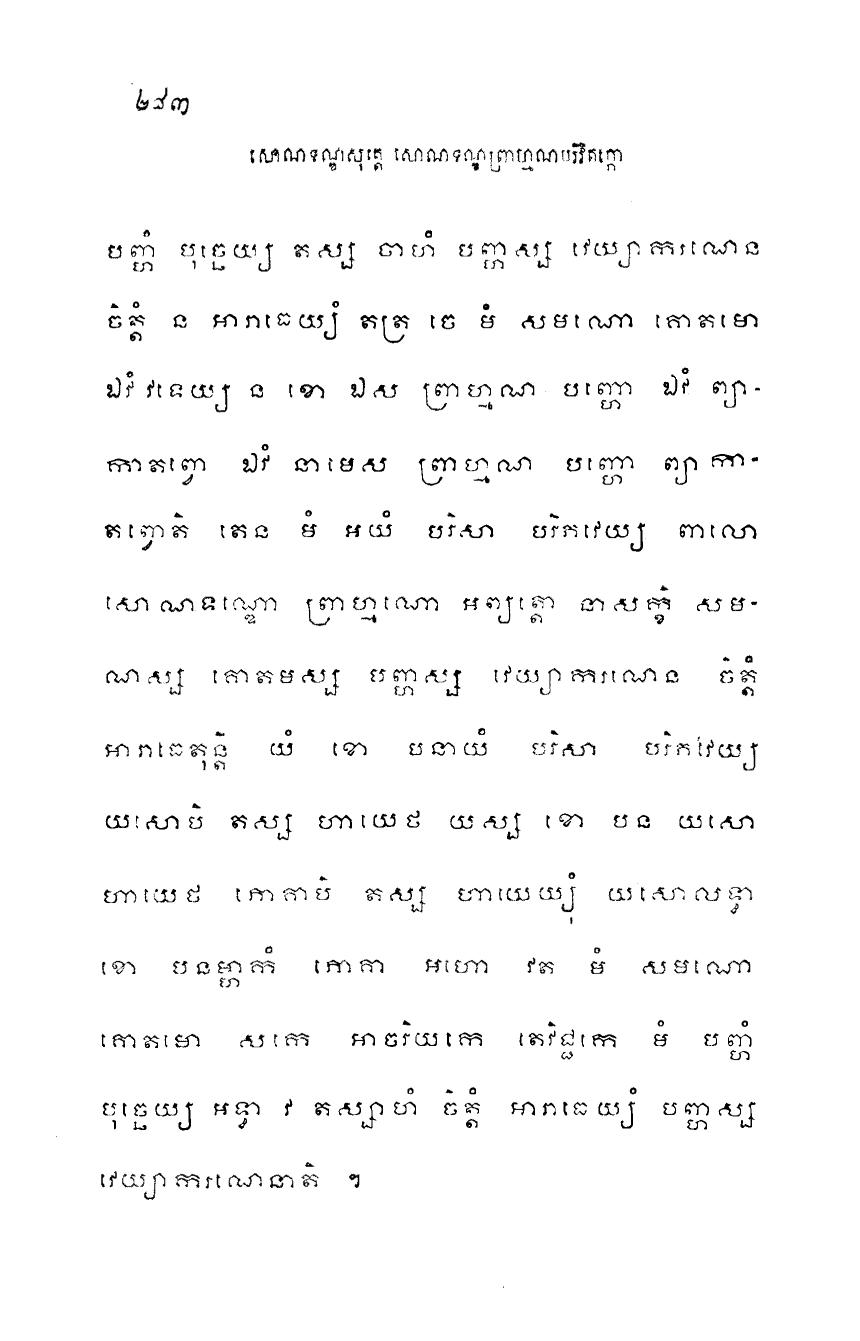 ២៩៣
សោណទណ្ឌសុត្តេ សោណទណ្ឌព្រាហ្មណបរិវិតក្កោ
បញ្ហំ បុច្ឆេយ្យ តស្ស ចាហំ បញ្ហស្ស វេយ្យាករណេន
ចិត្តំ ន អារាធេយ្យំ តត្រ ចេ មំ សមណោ គោតមោ
ឯវំ វទេយ្យ ន ខោ ឯស ព្រាហ្មណ បញ្ហោ ឯវំ ព្យា-
កាតព្វោ ឯវំ នាមេស ព្រាហ្មណ បញ្ហោ ព្យាកា-
តព្វោតិ តេន មំ អយំ បរិសា បរិភវេយ្យ ពាលោ
សោណទណ្ឌោ ព្រាហ្មណោ អព្យត្តោ នាសក្ខិ សម-
ណស្ស គោតមស្ស បញ្ហស្ស វេយ្យាករណេន ចិត្តំ
អារាធេតុន្តិ យំ ខោ បនាយំ បរិសា បរិភវេយ្យ
យសោបិ តស្ស ហាយេថ យស្ស ខោ បន យសោ
ហាយេថ ភោគាបិ តស្ស ហាយេយ្យុំ យសោលទ្ធា
ខោ បនម្ហាកំ ភោគា អហោ វត មំ សមណោ
គោតមោ សកេ អាចរិយកេ តេវិជ្ជកេ មំ បញ្ហំ
បុច្ឆេយ្យ អទ្ធា វ តស្សាហំ ចិត្តំ អារាធេយ្យំ បញ្ហស្ស
វេយ្យាករណេនាតិ ។